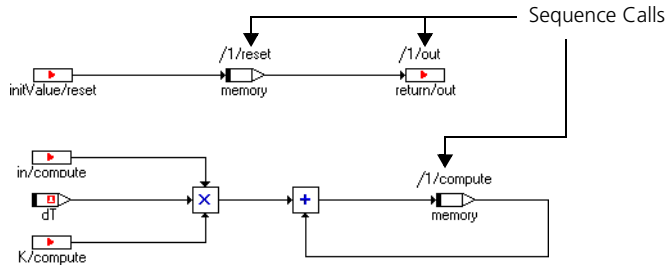 Sequence Calls
/1/reset
/1/out
initValue/reset
memory
return/out
in/compute
/1/compute
dT
×
+
memory
K/compute